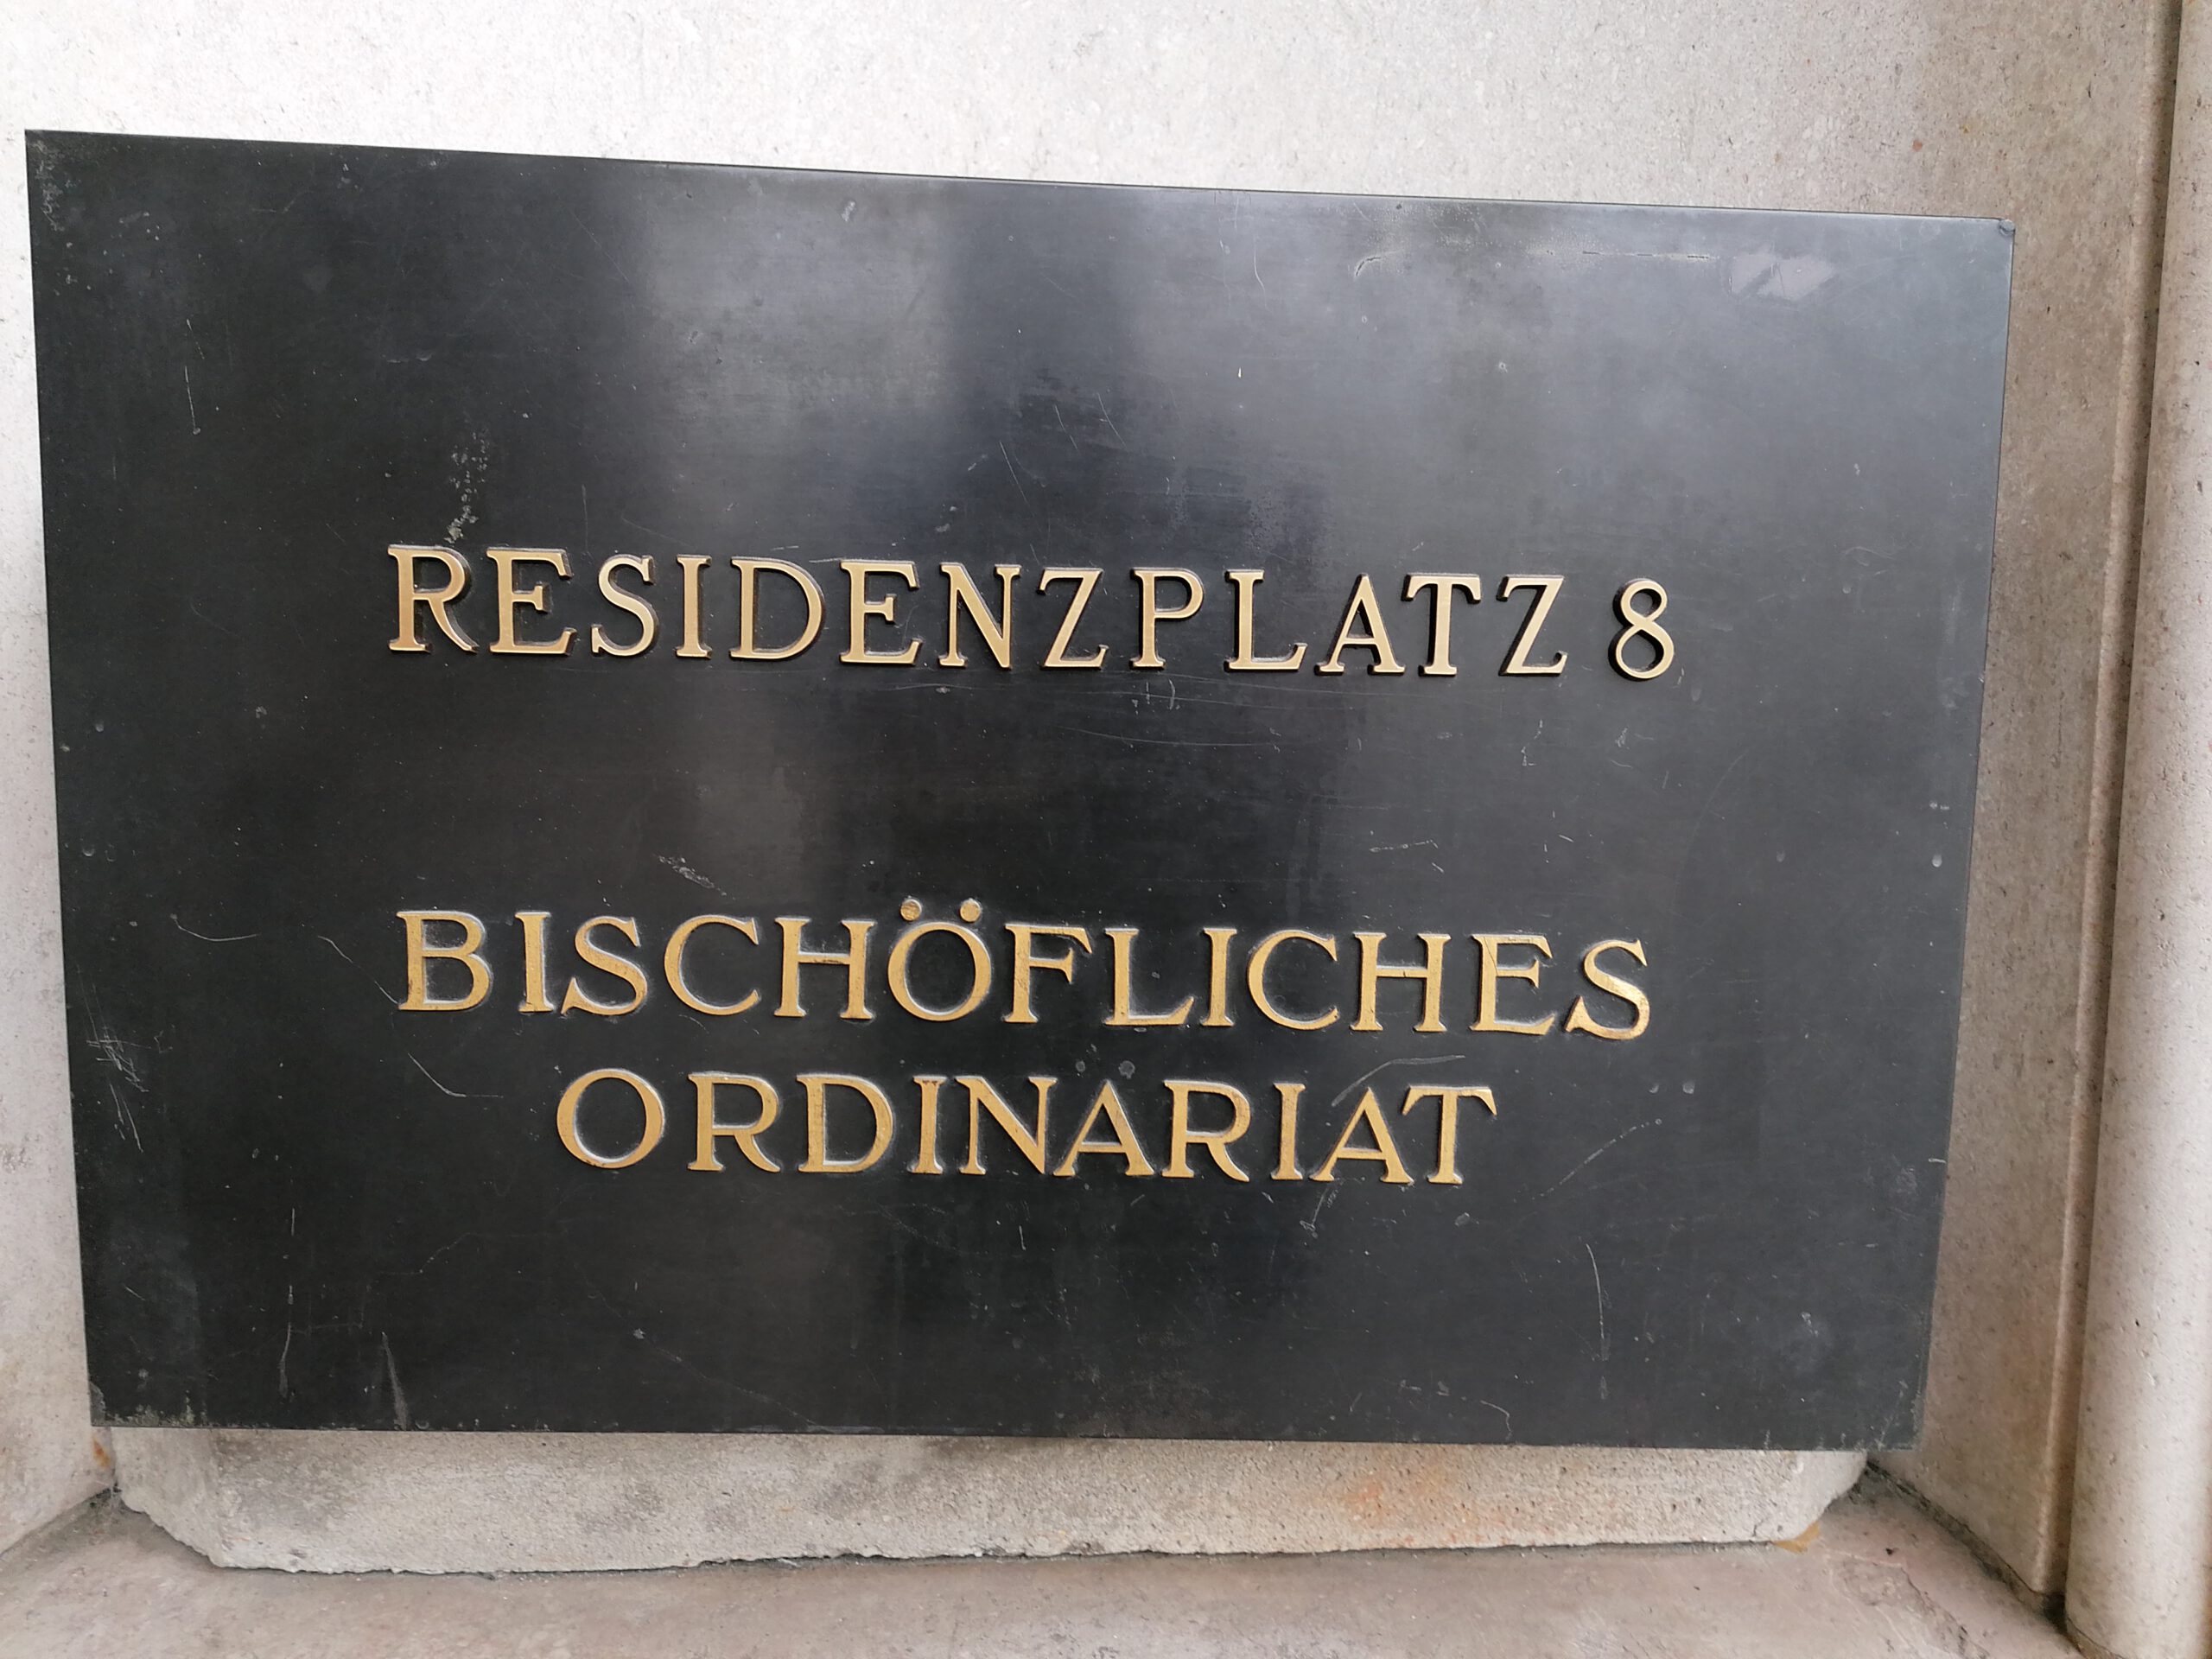 RESIDENZPLATZ 8
BISCHÖFLICHES
ORDINARIAT